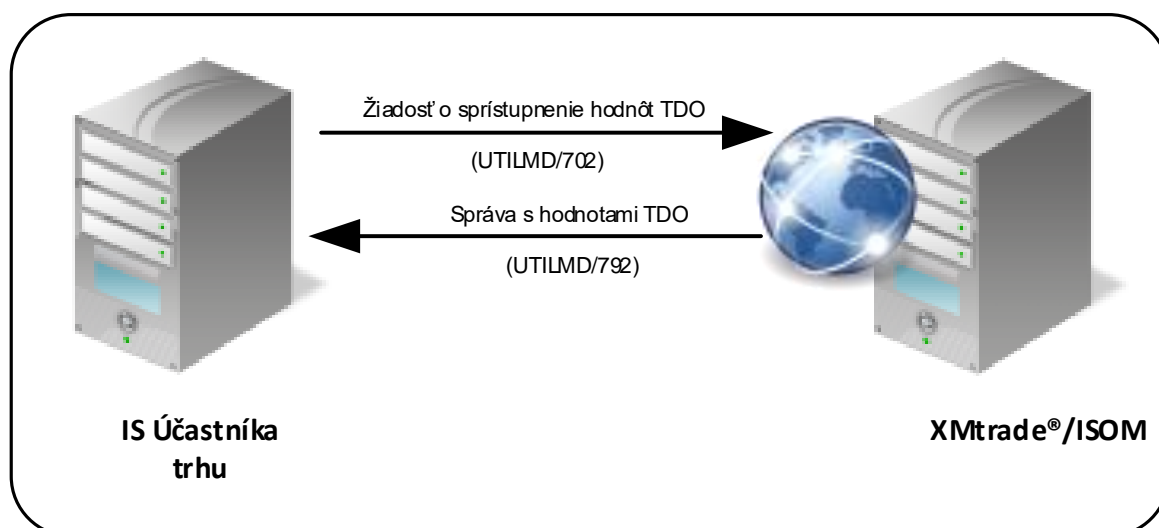 Žiadosť o sprístupnenie hodnôt TDO
(UTILMD/702)
Správa s hodnotami TDO
(UTILMD/792)
IS Účastníka
trhu
XMtrade®/ISOM